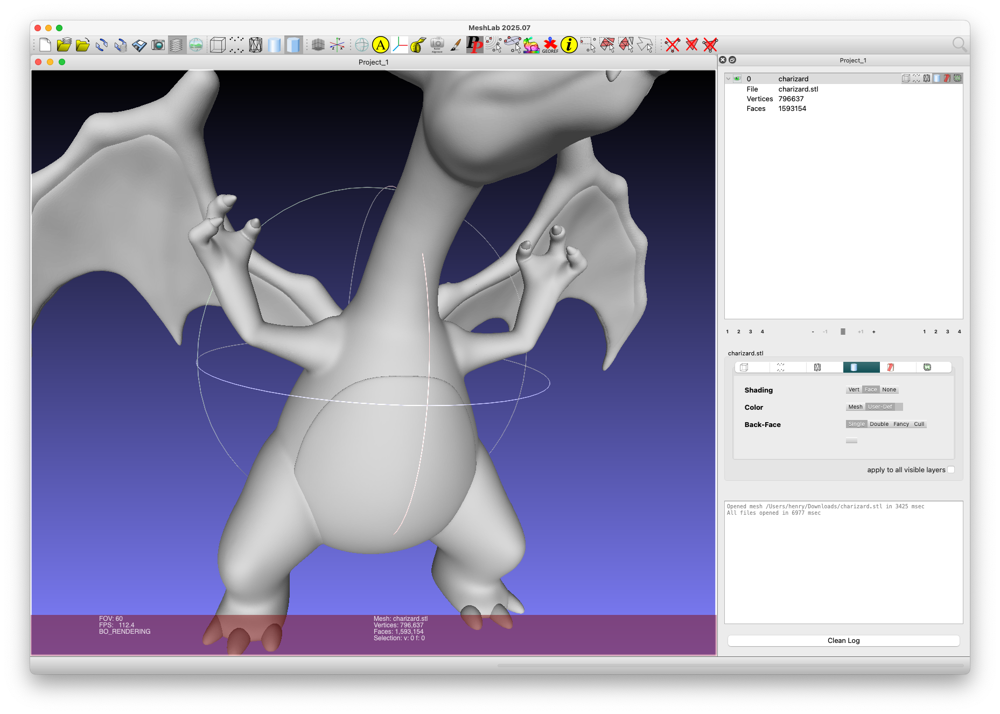 MeshLab 2025.07
A
PP
GEOREF
i
Project_1
Project_1
0 charizard
File charizard.stl
Vertices 796637
Faces 1593154
1 2 3 4 - -1 +1 + 1 2 3 4
charizard.stl
Shading Vert Face None
Color Mesh User-Def
Back-Face Single Double Fancy Cull
apply to all visible layers
Opened mesh /Users/henry/Downloads/charizard.stl in 3425 msec
All files opened in 6977 msec
Clean Log
FOV: 60
FPS: 112.4
BO_RENDERING
Mesh: charizard.stl
Vertices: 796,637
Faces: 1,593,154
Selection: v: 0 f: 0